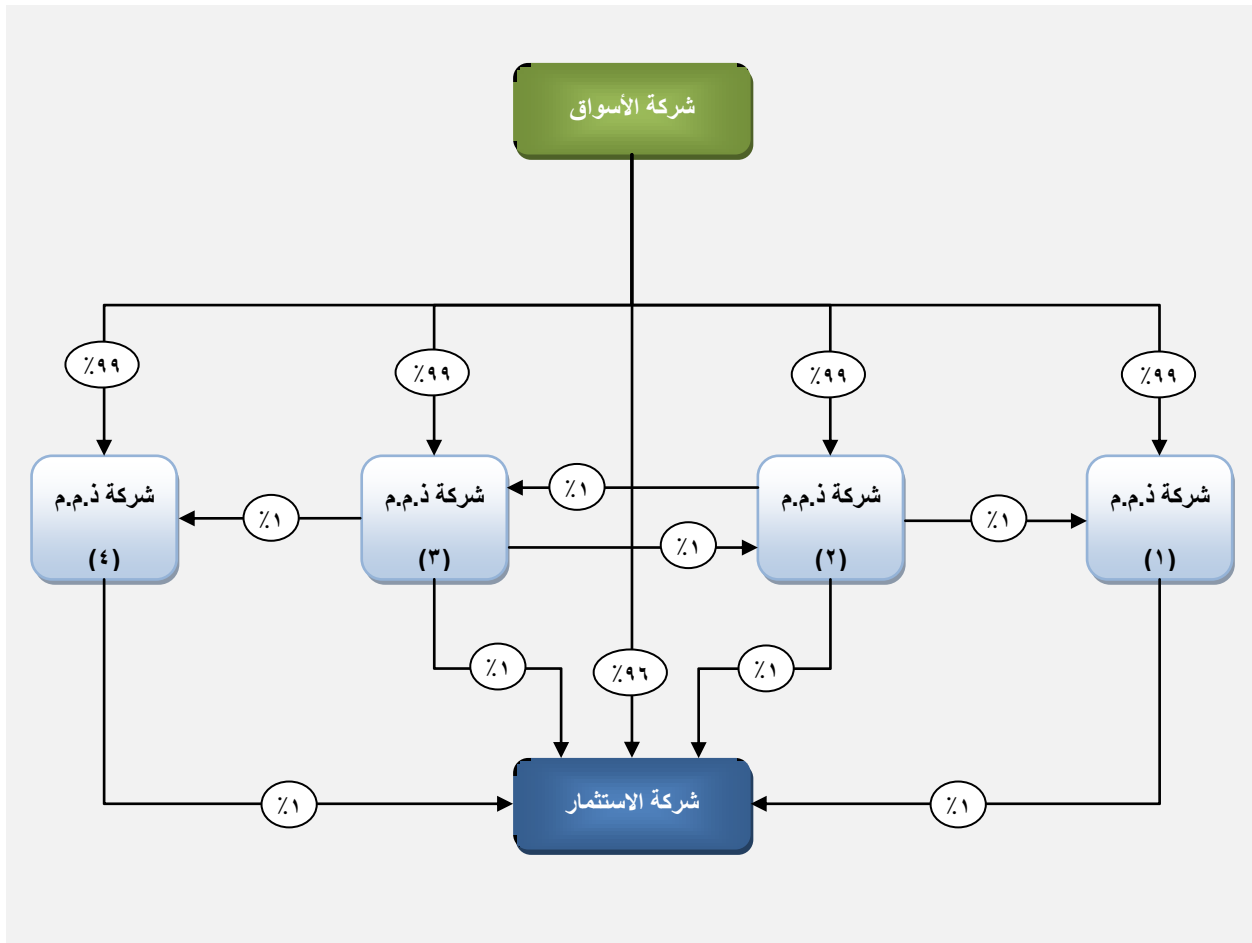 شركة الأسواق
٪٩٩
٪٩٩
٪٩٩
٪٩٩
شركة ذ.م.م
(١)
شركة ذ.م.م
(٢)
شركة ذ.م.م
(٣)
شركة ذ.م.م
(٤)
٪١
٪١
٪١
٪١
٪١
٪٩٦
٪١
٪١
شركة الاستثمار
٪١